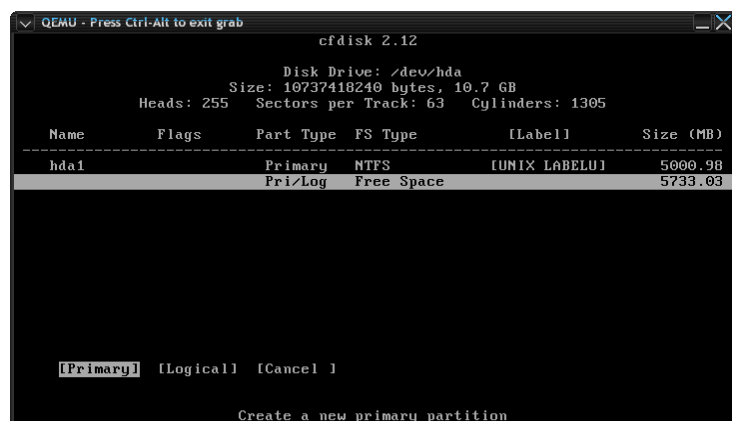 QEMU - Press Ctrl-Alt to exit grab
cfdisk 2.12
Disk Drive: /dev/hda
Size: 10737418240 bytes, 10.7 GB
Heads: 255 Sectors per Track: 63 Cylinders: 1305
Name Flags Part Type FS Type [Label] Size (MB)
hda1 Primary NTFS [UNIX LABELU] 5000.98
Pri/Log Free Space 5733.03
[Primary] [Logical] [Cancel ]
Create a new primary partition